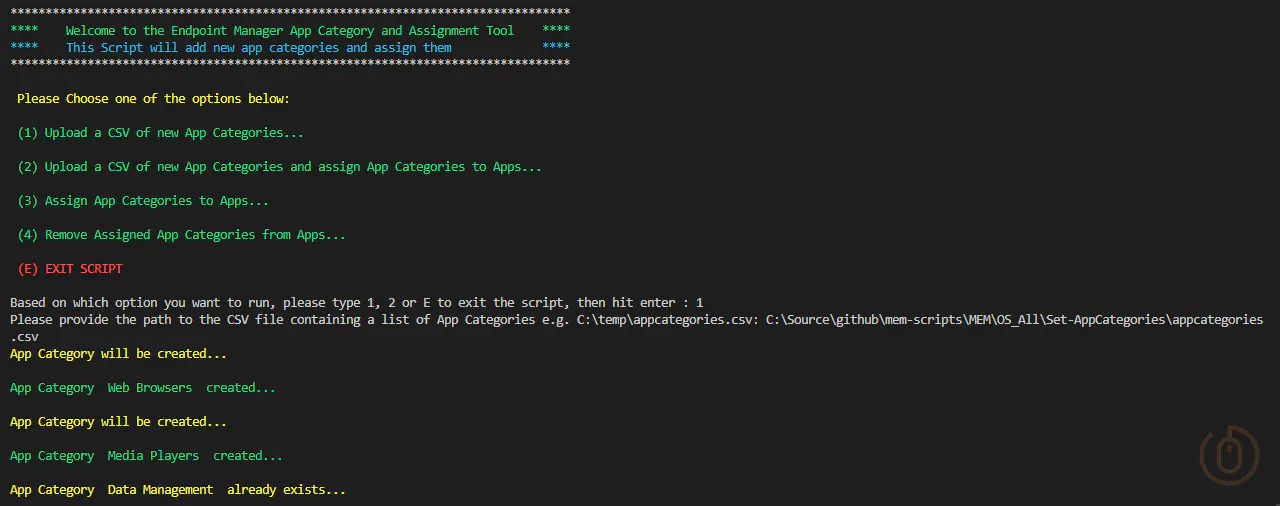 ********************************************************************************
****    Welcome to the Endpoint Manager App Category and Assignment Tool    ****
****    This Script will add new app categories and assign them             ****
********************************************************************************
Please Choose one of the options below:
(1) Upload a CSV of new App Categories...
(2) Upload a CSV of new App Categories and assign App Categories to Apps...
(3) Assign App Categories to Apps...
(4) Remove Assigned App Categories from Apps...
(E) EXIT SCRIPT
Based on which option you want to run, please type 1, 2 or E to exit the script, then hit enter : 1
Please provide the path to the CSV file containing a list of App Categories e.g. C:\temp\appcategories.csv: C:\Source\github\mem-scripts\MEM\OS_All\Set-AppCategories\appcategories
.csv
App Category will be created...
App Category  Web Browsers  created...
App Category will be created...
App Category  Media Players  created...
App Category  Data Management  already exists...